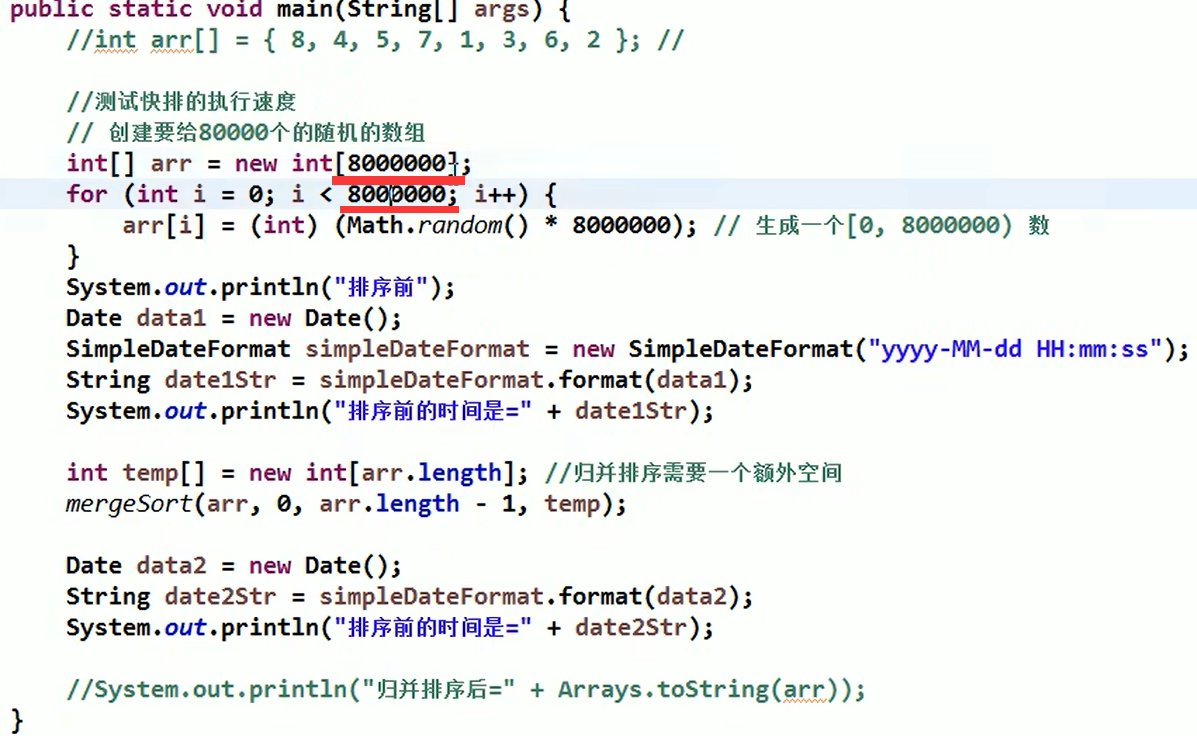 public static void main(String[] args) {
//int arr[] = { 8, 4, 5, 7, 1, 3, 6, 2 }; //
//测试快排的执行速度
// 创建要给80000个的随机的数组
int[] arr = new int[8000000];
for (int i = 0; i < 8000000; i++) {
arr[i] = (int) (Math.random() * 8000000); // 生成一个[0, 8000000) 数
}
System.out.println("排序前");
Date data1 = new Date();
SimpleDateFormat simpleDateFormat = new SimpleDateFormat("yyyy-MM-dd HH:mm:ss");
String date1Str = simpleDateFormat.format(data1);
System.out.println("排序前的时间是=" + date1Str);
int temp[] = new int[arr.length]; //归并排序需要一个额外空间
mergeSort(arr, 0, arr.length - 1, temp);
Date data2 = new Date();
String date2Str = simpleDateFormat.format(data2);
System.out.println("排序前的时间是=" + date2Str);
//System.out.println("归并排序后=" + Arrays.toString(arr));
}